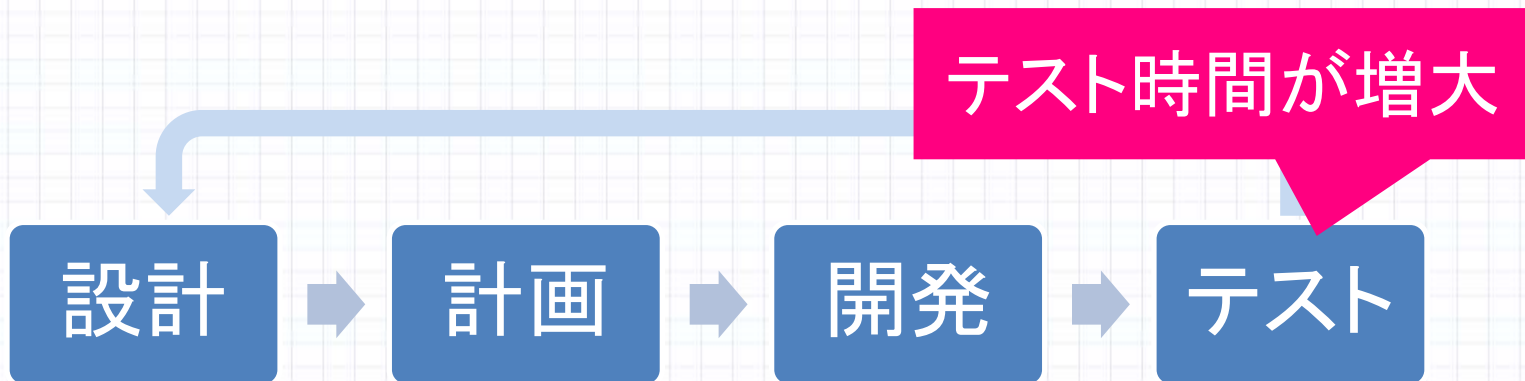 テスト時間が増大
設計
計画
開発
テスト